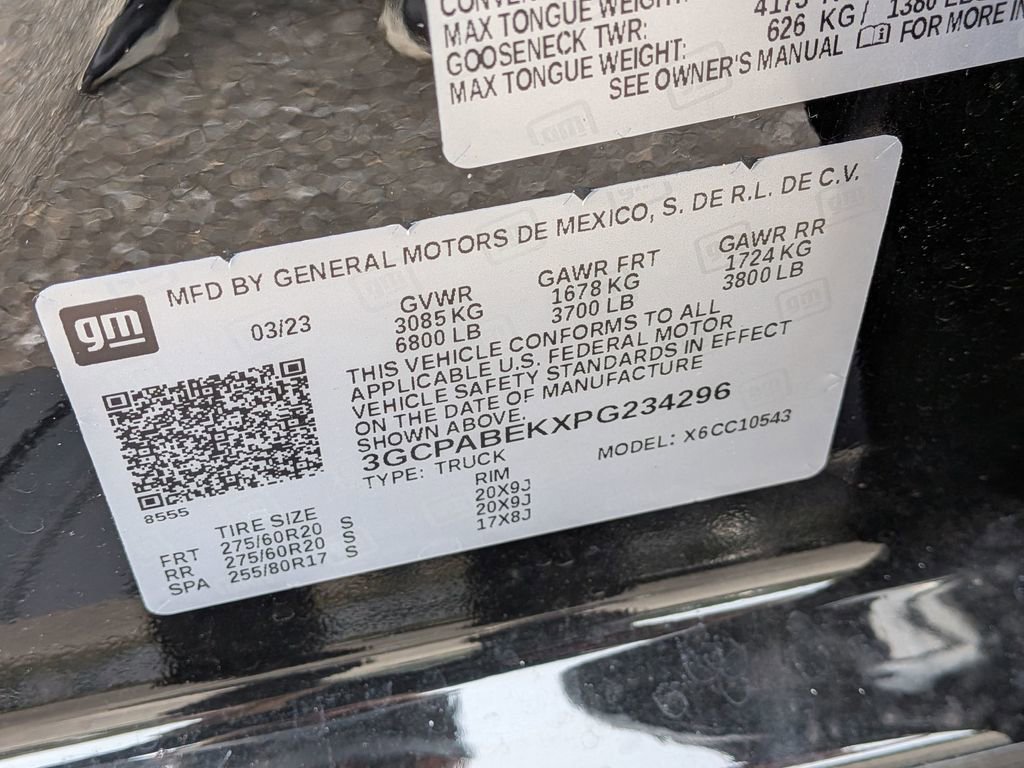 MAX TONGUE WEIGHT:
GOOSENECK TWR:
MAX TONGUE WEIGHT: 626 KG/ 1380
SEE OWNER'S MANUAL FOR MORE
gm
MFD BY GENERAL MOTORS DE MEXICO, S. DE R.L. DE C.V.
03/23
GVWR GAWR FRT GAWR RR
3085 KG 1678 KG 1724 KG
6800 LB 3700 LB 3800 LB
THIS VEHICLE CONFORMS TO ALL
APPLICABLE U.S. FEDERAL MOTOR
VEHICLE SAFETY STANDARDS IN EFFECT
ON THE DATE OF MANUFACTURE
SHOWN ABOVE.
3GCPABEKXPG234296
TYPE: TRUCK MODEL: X6CC10543
8555
TIRE SIZE RIM
FRT 275/60R20 S 20X9J
RR 275/60R20 S 20X9J
SPA 255/80R17 S 17X8J